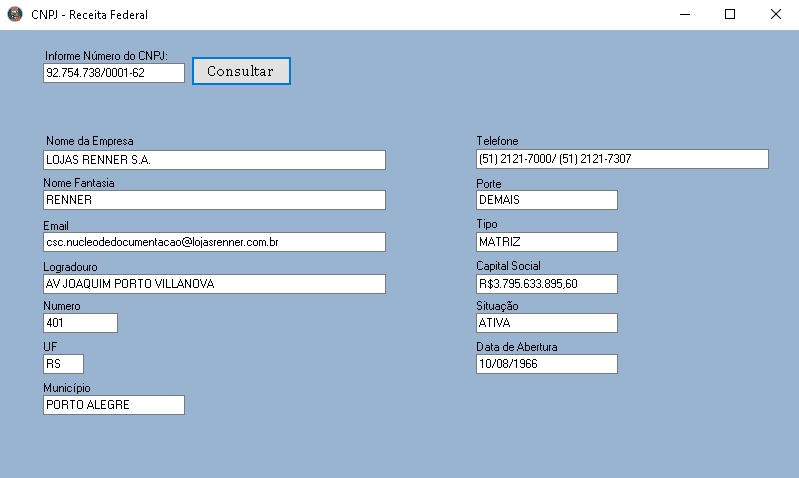 CNPJ - Receita Federal
Informe Número do CNPJ:
92.754.738/0001-62
Consultar
Nome da Empresa
LOJAS RENNER S.A.
Nome Fantasia
RENNER
Email
csc.nucleodedocumentacao@lojasrenner.com.br
Logradouro
AV JOAQUIM PORTO VILLANOVA
Numero
401
UF
RS
Município
PORTO ALEGRE
Telefone
(51) 2121-7000/ (51) 2121-7307
Porte
DEMAIS
Tipo
MATRIZ
Capital Social
R$3.795.633.895,60
Situação
ATIVA
Data de Abertura
10/08/1966